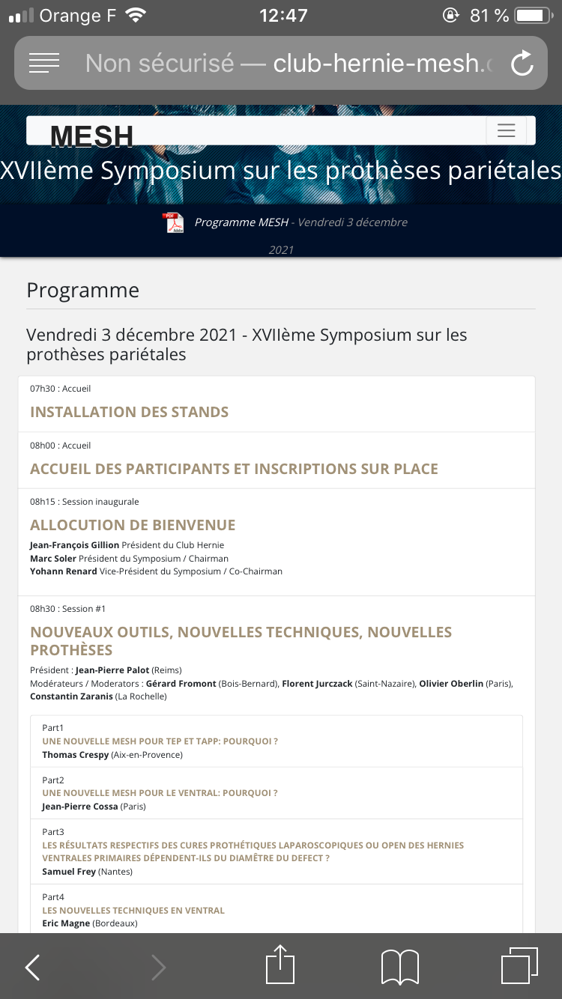 Orange F 12:47 81 %
Non sécurisé — club-hernie-mesh.
MESH
XVIIème Symposium sur les prothèses pariétales
Programme MESH - Vendredi 3 décembre
2021
Programme
Vendredi 3 décembre 2021 - XVIIème Symposium sur les
prothèses pariétales
07h30 : Accueil
INSTALLATION DES STANDS
08h00 : Accueil
ACCUEIL DES PARTICIPANTS ET INSCRIPTIONS SUR PLACE
08h15 : Session inaugurale
ALLOCUTION DE BIENVENUE
Jean-François Gillion Président du Club Hernie
Marc Soler Président du Symposium / Chairman
Yohann Renard Vice-Président du Symposium / Co-Chairman
08h30 : Session #1
NOUVEAUX OUTILS, NOUVELLES TECHNIQUES, NOUVELLES
PROTHÈSES
Président : Jean-Pierre Palot (Reims)
Modérateurs / Moderators : Gérard Fromont (Bois-Bernard), Florent Jurczack (Saint-Nazaire), Olivier Oberlin (Paris),
Constantin Zaranis (La Rochelle)
Part1
UNE NOUVELLE MESH POUR TEP ET TAPP: POURQUOI ?
Thomas Crespy (Aix-en-Provence)
Part2
UNE NOUVELLE MESH POUR LE VENTRAL: POURQUOI ?
Jean-Pierre Cossa (Paris)
Part3
LES RÉSULTATS RESPECTIFS DES CURES PROTHÉTIQUES LAPAROSCOPIQUES OU OPEN DES HERNIES
VENTRALES PRIMAIRES DÉPENDENT-ILS DU DIAMÊTRE DU DEFECT ?
Samuel Frey (Nantes)
Part4
LES NOUVELLES TECHNIQUES EN VENTRAL
Eric Magne (Bordeaux)